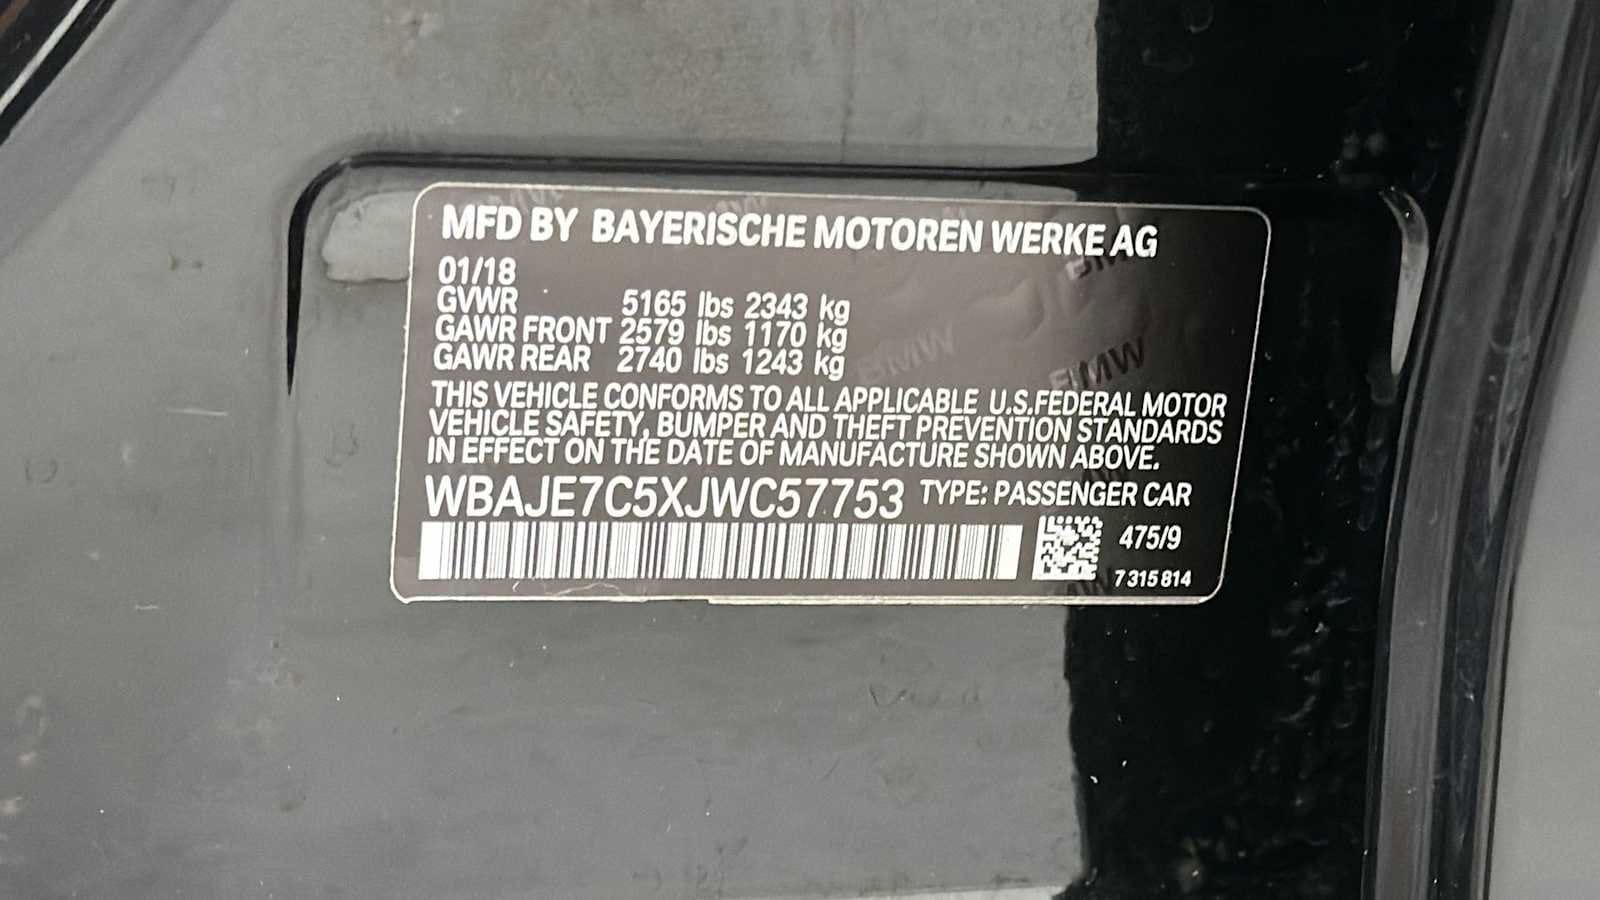 MFD BY BAYERISCHE MOTOREN WERKE AG
01/18
GVWR 5165 lbs 2343 kg
GAWR FRONT 2579 lbs 1170 kg
GAWR REAR 2740 lbs 1243 kg
THIS VEHICLE CONFORMS TO ALL APPLICABLE U.S.FEDERAL MOTOR
VEHICLE SAFETY, BUMPER AND THEFT PREVENTION STANDARDS
IN EFFECT ON THE DATE OF MANUFACTURE SHOWN ABOVE.
WBAJE7C5XJWC57753 TYPE: PASSENGER CAR
475/9
7 315 814
BMW
BMW
BMW